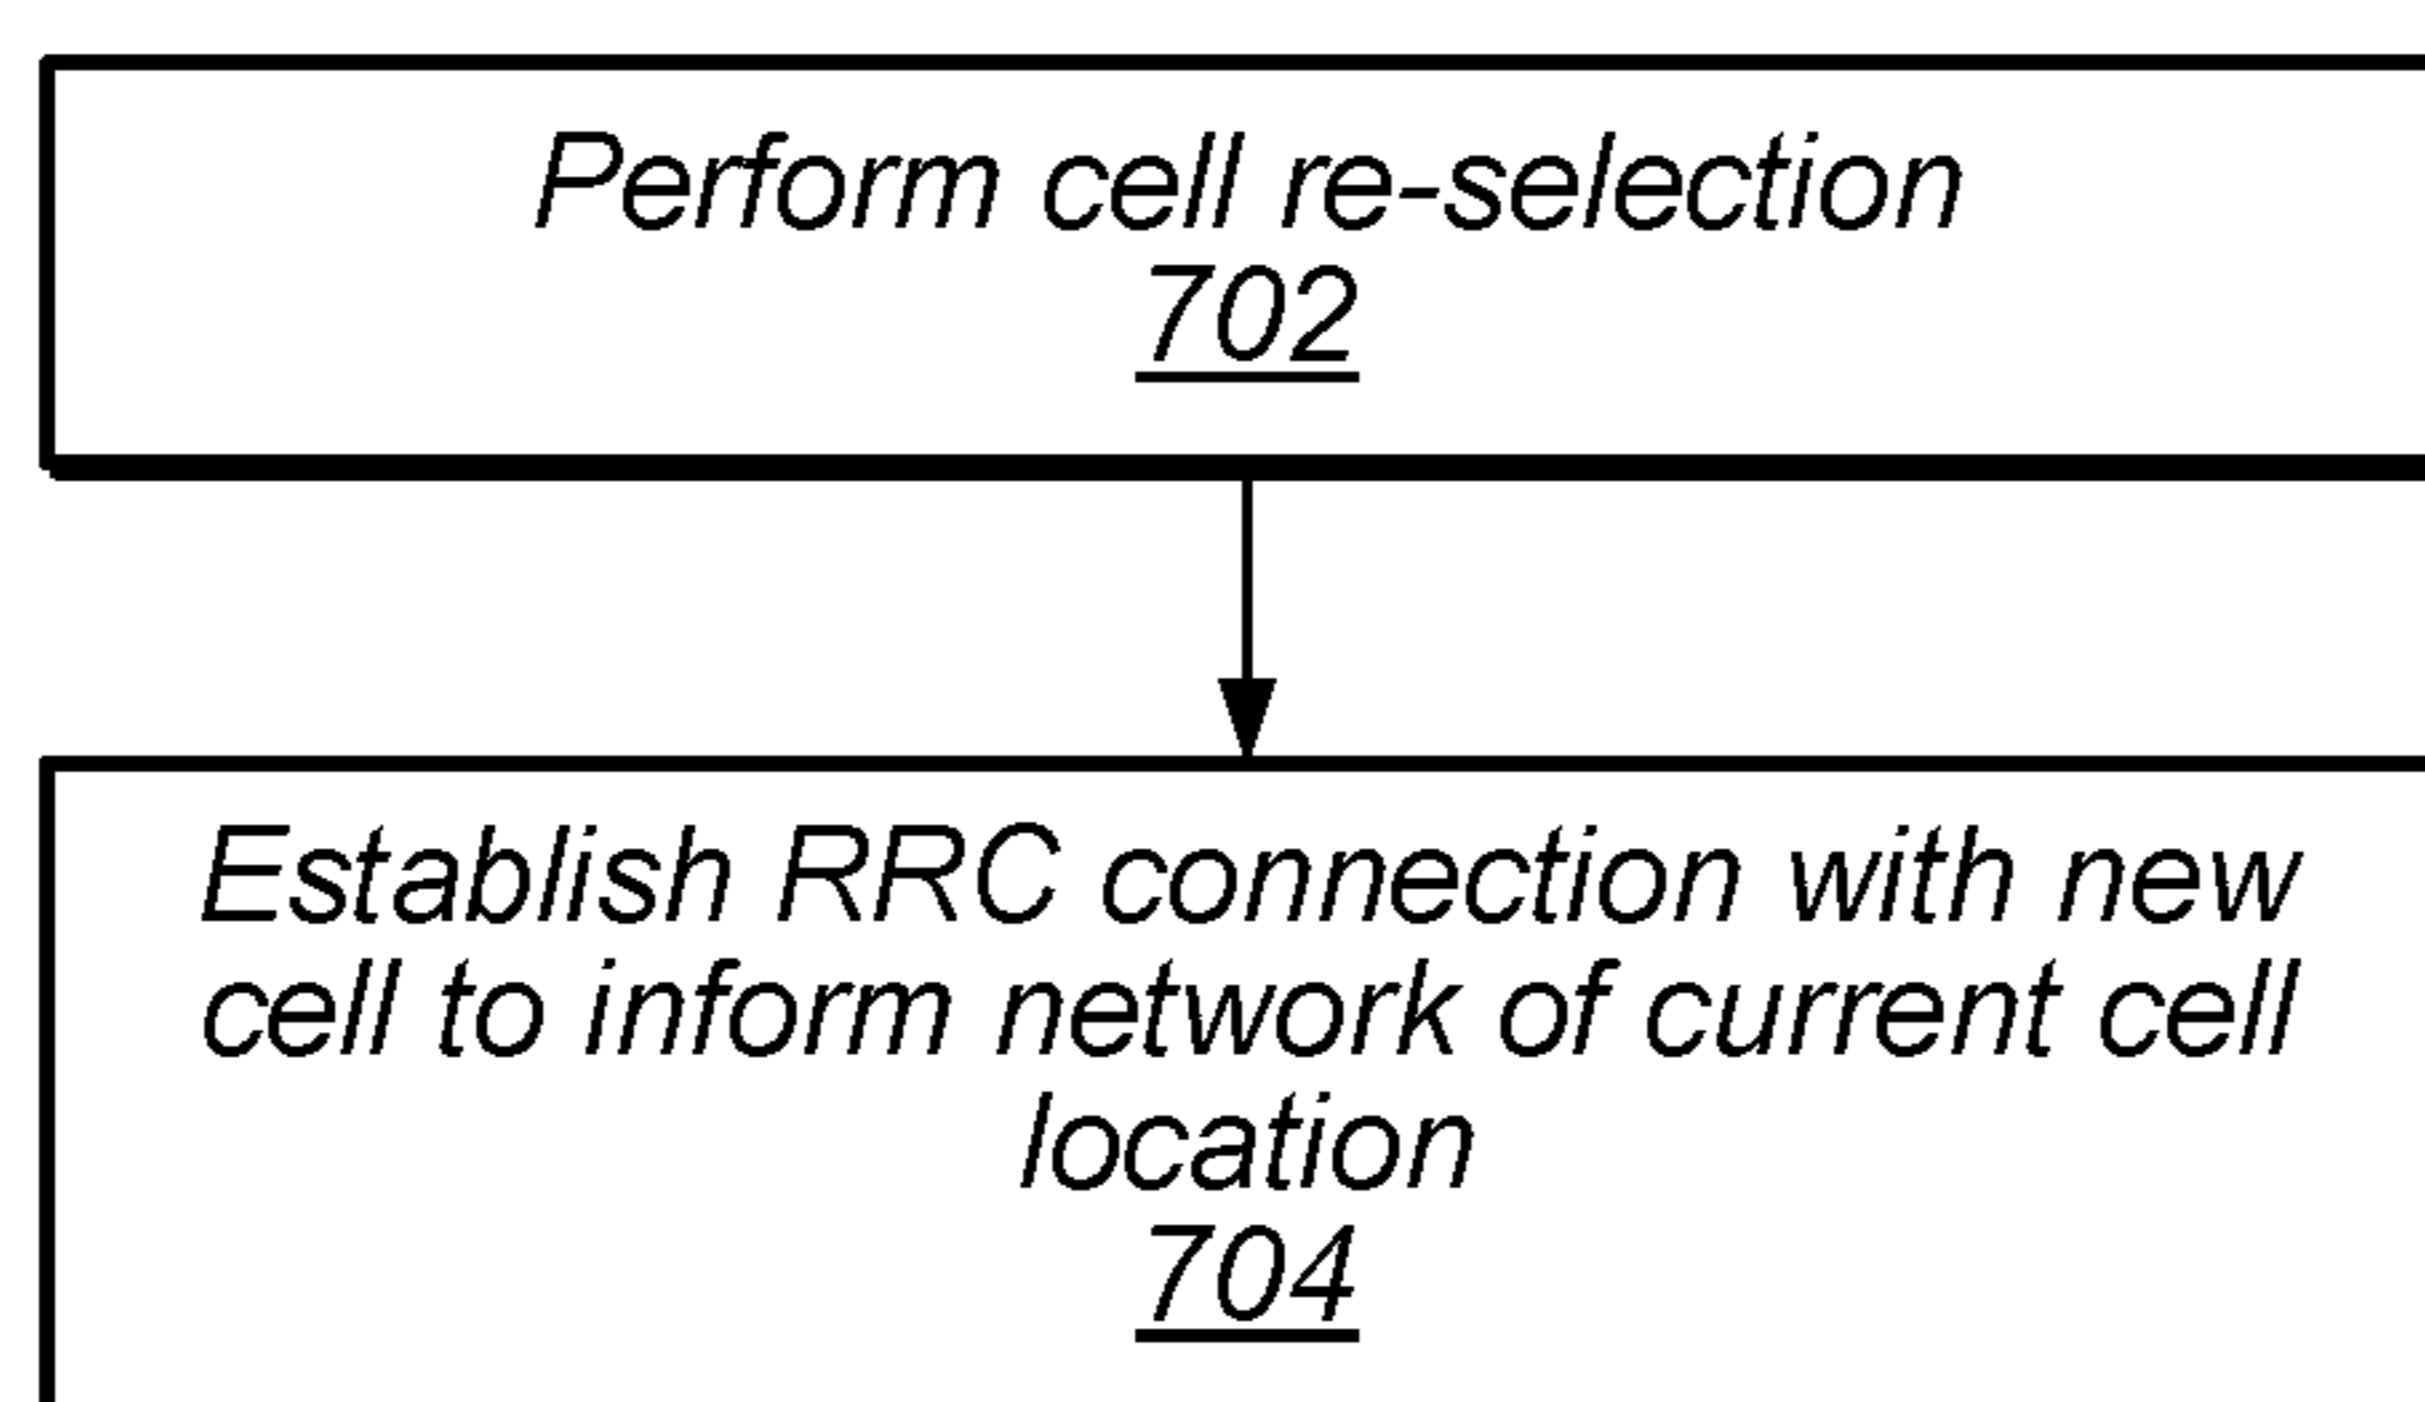 Perform cell re-selection
702
Establish RRC connection with new
cell to inform network of current cell
location
704